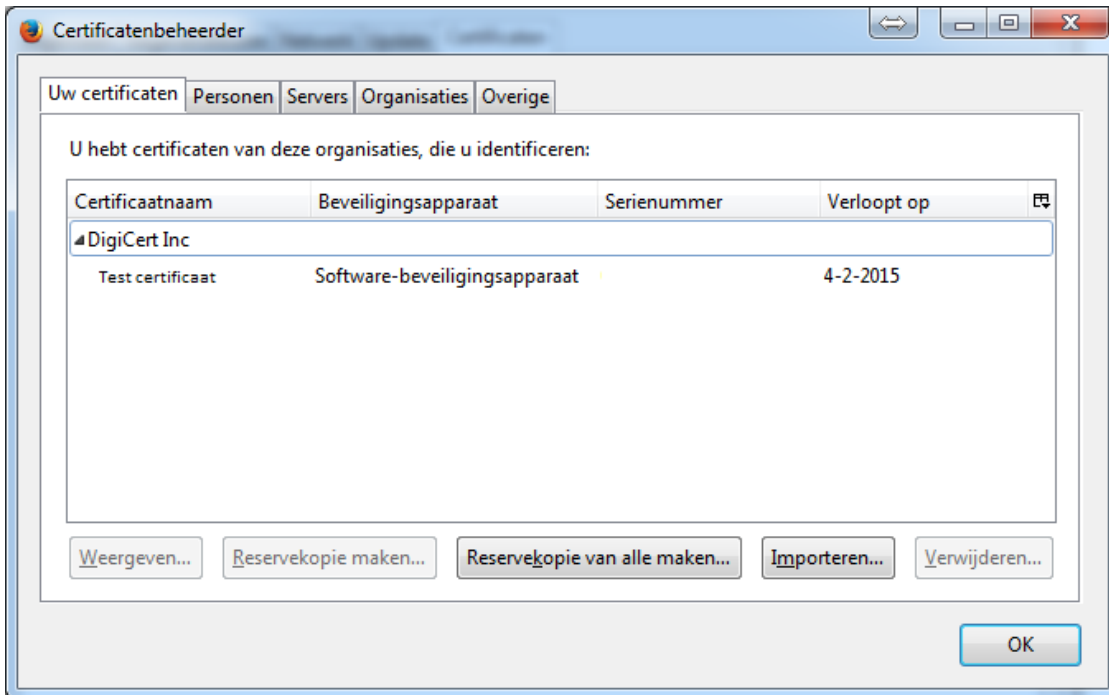 Certificatenbeheerder
Uw certificaten Personen Servers Organisaties Overige
U hebt certificaten van deze organisaties, die u identificeren:
Certificaatnaam Beveiligingsapparaat Serienummer Verloopt op
DigiCert Inc
Test certificaat Software-beveiligingsapparaat 4-2-2015
Weergeven... Reservekopie maken... Reservekopie van alle maken... Importeren... Verwijderen...
OK